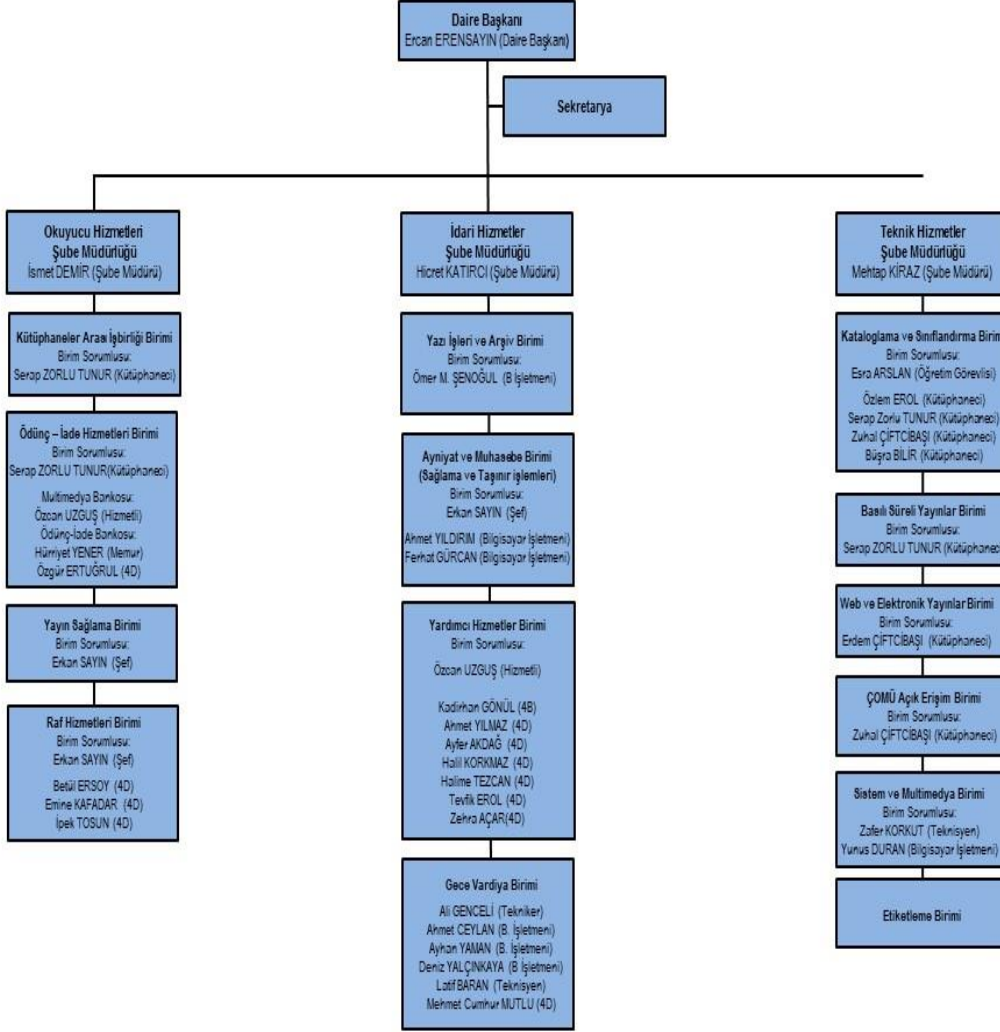 Daire Başkanı
Ercan ERENSAYIN (Daire Başkanı)
Sekretarya
Okuyucu Hizmetleri
Şube Müdürlüğü
İsmet DEMİR (Şube Müdürü)
Kütüphaneler Arası İşbirliği Birimi
Birim Sorumlusu:
Serap ZORLU TUNUR (Kütüphaneci)
Ödünç – İade Hizmetleri Birimi
Birim Sorumlusu:
Serap ZORLU TUNUR(Kütüphaneci)
Multimedya Bankosu:
Özcan UZGUŞ (Hizmetli)
Ödünç-İade Bankosu:
Hürriyet YENER (Memur)
Özgür ERTUĞRUL (4D)
Yayın Sağlama Birimi
Birim Sorumlusu:
Erkan SAYIN (Şef)
Raf Hizmetleri Birimi
Birim Sorumlusu:
Erkan SAYIN (Şef)
Betül ERSOY (4D)
Emine KAFADAR (4D)
İpek TOSUN (4D)
İdari Hizmetler
Şube Müdürlüğü
Hicret KATIRCI (Şube Müdürü)
Yazı İşleri ve Arşiv Birimi
Birim Sorumlusu:
Ömer M. ŞENOĞUL (B İşletmeni)
Ayniyat ve Muhasebe Birimi
(Sağlama ve Taşınır işlemleri)
Birim Sorumlusu:
Erkan SAYIN (Şef)
Ahmet YILDIRIM (Bilgisayar İşletmeni)
Ferhat GÜRCAN (Bilgisayar İşletmeni)
Yardımcı Hizmetler Birimi
Birim Sorumlusu:
Özcan UZGUŞ (Hizmetli)
Kadirhan GÖNÜL (4B)
Ahmet YILMAZ (4D)
Ayfer AKDAĞ (4D)
Halil KORKMAZ (4D)
Halime TEZCAN (4D)
Tevfik EROL (4D)
Zehra AÇAR(4D)
Gece Vardiya Birimi
Ali GENCELİ (Tekniker)
Ahmet CEYLAN (B. İşletmeni)
Ayhan YAMAN (B. İşletmeni)
Deniz YALÇINKAYA (B İşletmeni)
Latif BARAN (Teknisyen)
Mehmet Cumhur MUTLU (4D)
Teknik Hizmetler
Şube Müdürlüğü
Mehtap KİRAZ (Şube Müdürü)
Kataloglama ve Sınıflandırma Birim
Birim Sorumlusu:
Esra ARSLAN (Öğretim Görevlisi)
Özlem EROL (Kütüphaneci)
Serap Zorlu TUNUR (Kütüphaneci)
Zuhal ÇİFTCİBAŞI (Kütüphaneci)
Büşra BİLİR (Kütüphaneci)
Basılı Süreli Yayınlar Birimi
Birim Sorumlusu:
Serap ZORLU TUNUR (Kütüphaneci
Web ve Elektronik Yayınlar Birimi
Birim Sorumlusu:
Erdem ÇİFTCİBAŞI (Kütüphaneci)
ÇOMÜ Açık Erişim Birimi
Birim Sorumlusu:
Zuhal ÇİFTCİBAŞI (Kütüphaneci)
Sistem ve Multimedya Birimi
Birim Sorumlusu:
Zafer KORKUT (Teknisyen)
Yunus DURAN (Bilgisayar İşletmeni)
Etiketleme Birimi